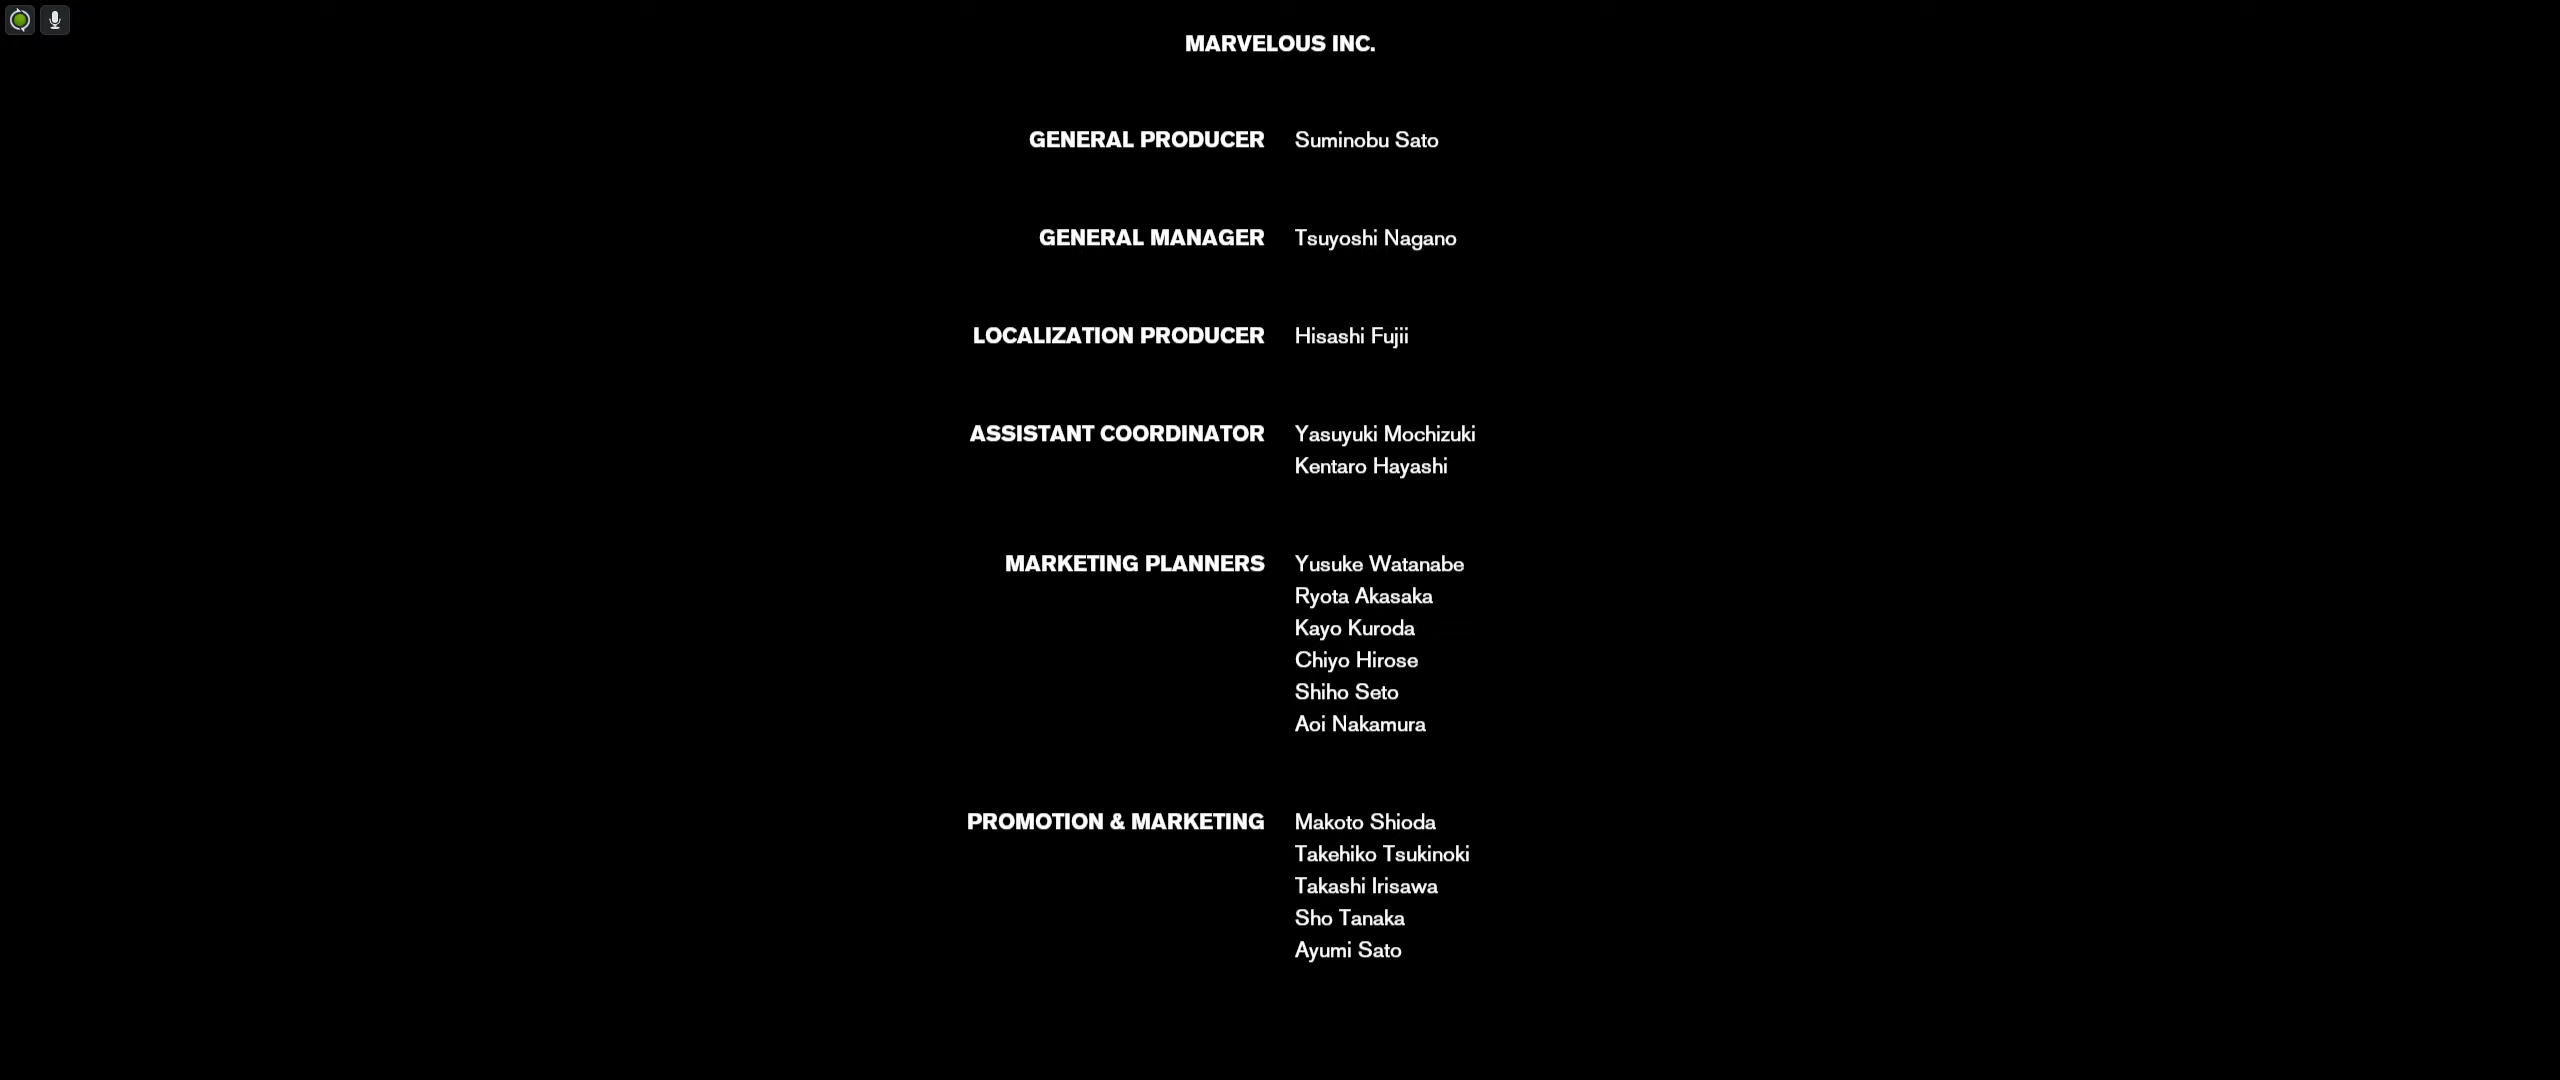 MARVELOUS INC.
GENERAL PRODUCER Suminobu Sato
GENERAL MANAGER Tsuyoshi Nagano
LOCALIZATION PRODUCER Hisashi Fujii
ASSISTANT COORDINATOR Yasuyuki Mochizuki
Kentaro Hayashi
MARKETING PLANNERS Yusuke Watanabe
Ryota Akasaka
Kayo Kuroda
Chiyo Hirose
Shiho Seto
Aoi Nakamura
PROMOTION & MARKETING Makoto Shioda
Takehiko Tsukinoki
Takashi Irisawa
Sho Tanaka
Ayumi Sato